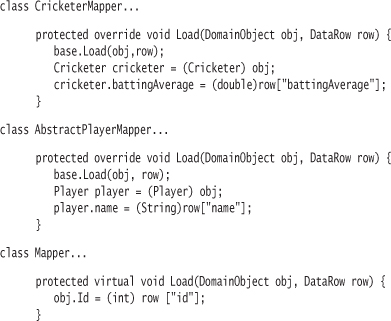 class CricketerMapper...
protected override void Load(DomainObject obj, DataRow row) {
base.Load(obj,row);
Cricketer cricketer = (Cricketer) obj;
cricketer.battingAverage = (double)row["battingAverage"];
}
class AbstractPlayerMapper...
protected override void Load(DomainObject obj, DataRow row) {
base.Load(obj, row);
Player player = (Player) obj;
player.name = (String)row["name"];
}
class Mapper...
protected virtual void Load(DomainObject obj, DataRow row) {
obj.Id = (int) row ["id"];
}